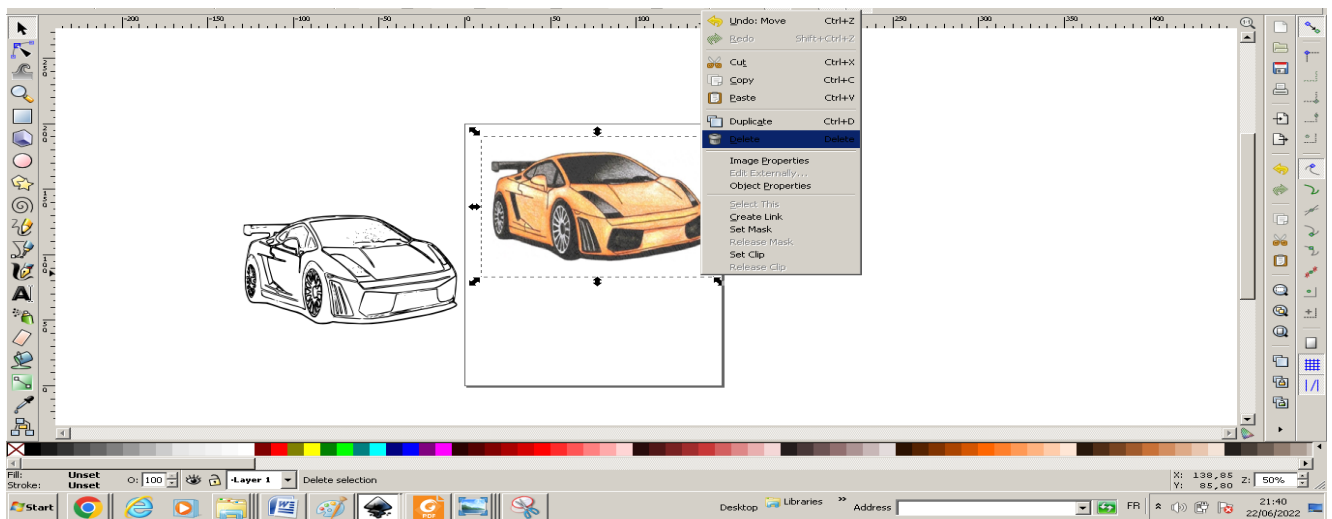 -200 -150 -100 -50 0 50 100 250 300 350 400
Undo: Move Ctrl+Z
Redo Shift+Ctrl+Z
Cut Ctrl+X
Copy Ctrl+C
Paste Ctrl+V
Duplicate Ctrl+D
Delete Delete
Image Properties
Edit Externally...
Object Properties
Select This
Create Link
Set Mask
Release Mask
Set Clip
Release Clip
Fill: Unset
Stroke: Unset
O: 100
Layer 1
Delete selection
X: 138,85
Y: 85,80
Z: 50%
Start
PDF
Desktop
Libraries
Address
FR
21:40
22/06/2022